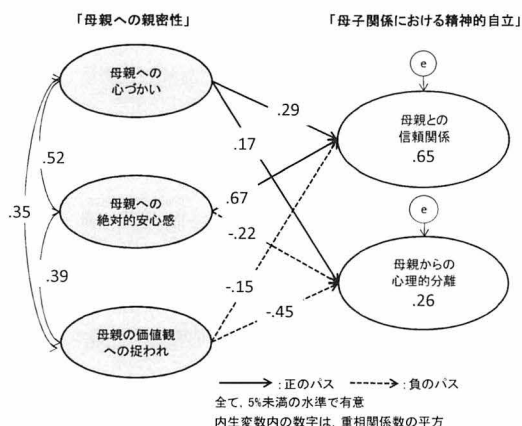 「母親への親密性」
「母子関係における精神的自立」
母親への
心づかい
母親への
絶対的安心感
母親の価値観
への捉われ
.52
.35
.39
.29
.17
.67
-.22
-.15
-.45
e
母親との
信頼関係
.65
e
母親からの
心理的分離
.26
:正のパス
:負のパス
全て、5%未満の水準で有意
内生変数内の数字は、重相関係数の平方